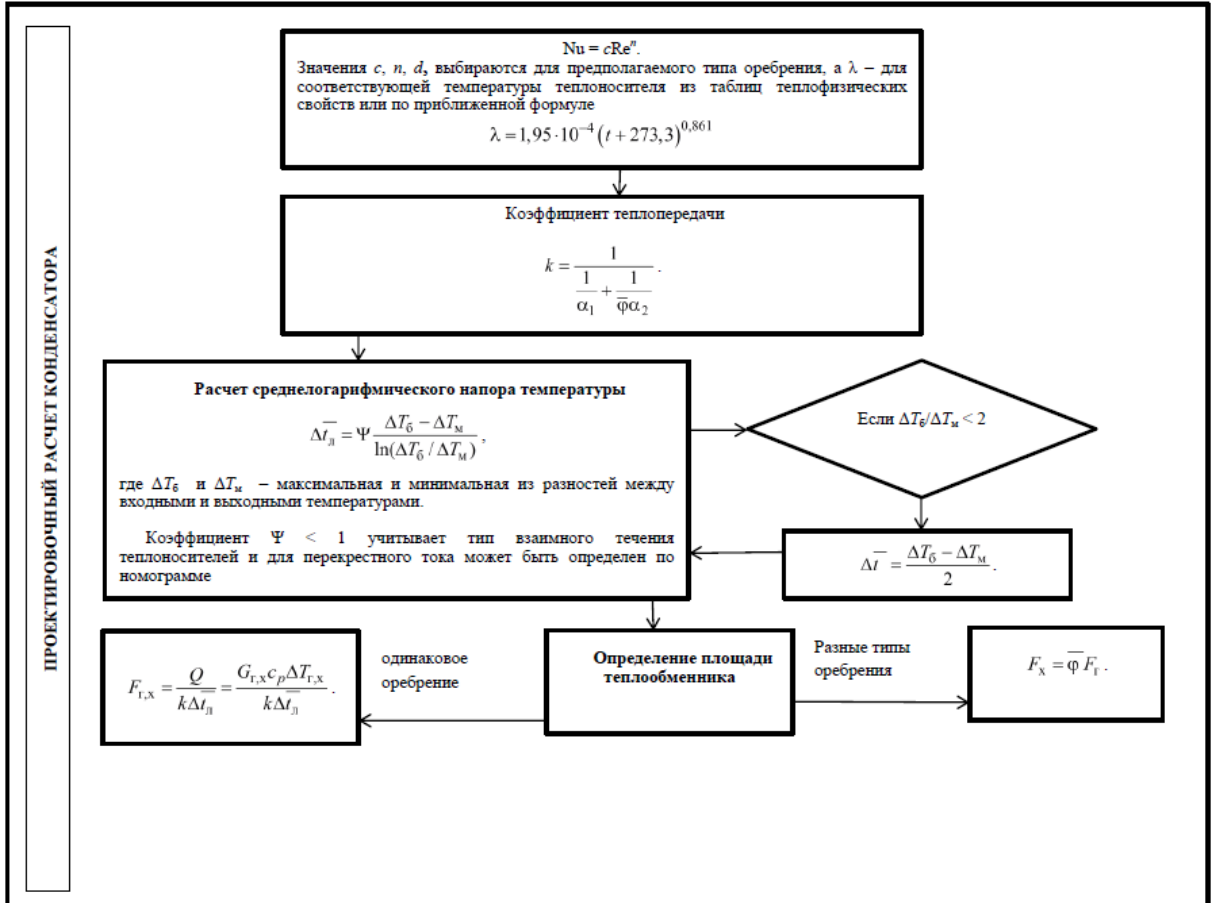 ПРОЕКТИРОВОЧНЫЙ РАСЧЕТ КОНДЕНСАТОРА
Nu = cReⁿ.
Значения c, n, d, выбираются для предполагаемого типа оребрения, а λ – для
соответствующей температуры теплоносителя из таблиц теплофизических
свойств или по приближенной формуле
λ = 1,95·10⁻⁴ (t + 273,3)^0,861
Коэффициент теплопередачи
k = 1 / (1/α₁ + 1/(φ̅α₂)) .
Расчет среднелогарифмического напора температуры
Δt̅л = Ψ (ΔTб − ΔTм) / ln(ΔTб / ΔTм) ,
где ΔTб и ΔTм – максимальная и минимальная из разностей между
входными и выходными температурами.
Коэффициент Ψ < 1 учитывает тип взаимного течения
теплоносителей и для перекрестного тока может быть определен по
номограмме
Если ΔTб/ΔTм < 2
Δt̅ = (ΔTб − ΔTм) / 2 .
Fг,х = Q / (kΔt̅л) = Gг,х cp ΔTг,х / (kΔt̅л) .
одинаковое
оребрение
Определение площади
теплообменника
Разные типы
оребрения
Fх = φ̅ Fг .